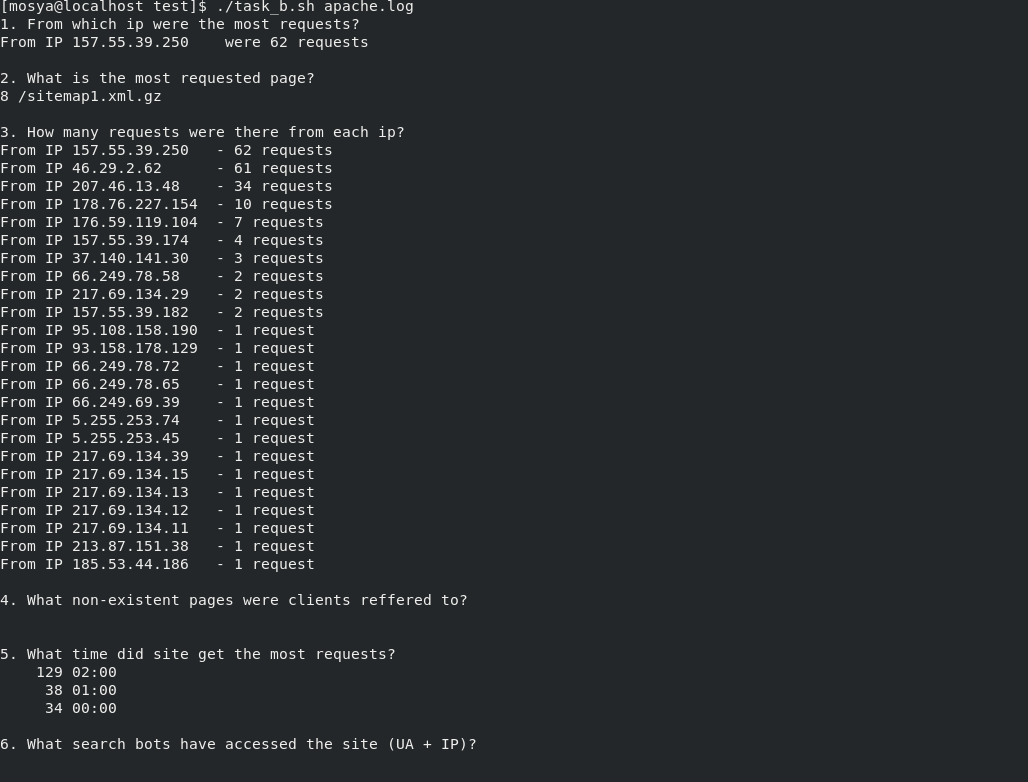 [mosya@localhost test]$ ./task_b.sh apache.log
1. From which ip were the most requests?
From IP 157.55.39.250    were 62 requests
2. What is the most requested page?
8 /sitemap1.xml.gz
3. How many requests were there from each ip?
From IP 157.55.39.250   - 62 requests
From IP 46.29.2.62      - 61 requests
From IP 207.46.13.48    - 34 requests
From IP 178.76.227.154  - 10 requests
From IP 176.59.119.104  - 7 requests
From IP 157.55.39.174   - 4 requests
From IP 37.140.141.30   - 3 requests
From IP 66.249.78.58    - 2 requests
From IP 217.69.134.29   - 2 requests
From IP 157.55.39.182   - 2 requests
From IP 95.108.158.190  - 1 request
From IP 93.158.178.129  - 1 request
From IP 66.249.78.72    - 1 request
From IP 66.249.78.65    - 1 request
From IP 66.249.69.39    - 1 request
From IP 5.255.253.74    - 1 request
From IP 5.255.253.45    - 1 request
From IP 217.69.134.39   - 1 request
From IP 217.69.134.15   - 1 request
From IP 217.69.134.13   - 1 request
From IP 217.69.134.12   - 1 request
From IP 217.69.134.11   - 1 request
From IP 213.87.151.38   - 1 request
From IP 185.53.44.186   - 1 request
4. What non-existent pages were clients reffered to?
5. What time did site get the most requests?
129 02:00
38 01:00
34 00:00
6. What search bots have accessed the site (UA + IP)?